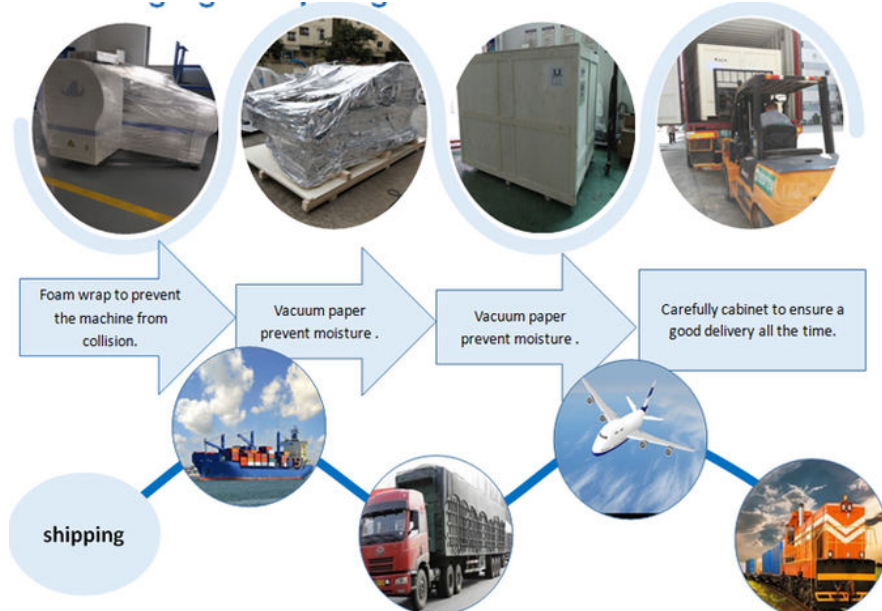 Foam wrap to prevent
the machine from
collision.
Vacuum paper
prevent moisture .
Vacuum paper
prevent moisture .
Carefully cabinet to ensure a
good delivery all the time.
shipping